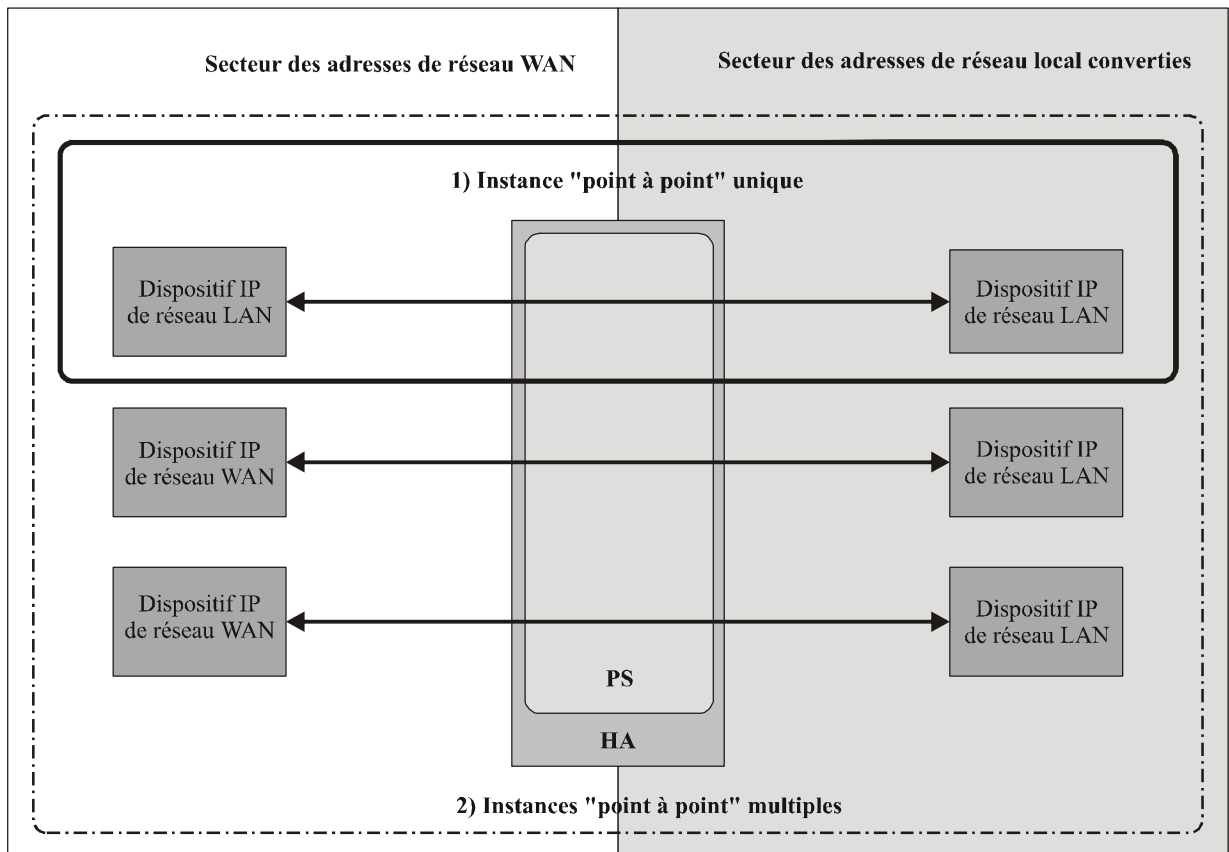 Secteur des adresses de réseau WAN
Secteur des adresses de réseau local converties
1) Instance "point à point" unique
Dispositif IP
de réseau LAN
Dispositif IP
de réseau LAN
Dispositif IP
de réseau WAN
Dispositif IP
de réseau LAN
Dispositif IP
de réseau WAN
Dispositif IP
de réseau LAN
PS
HA
2) Instances "point à point" multiples